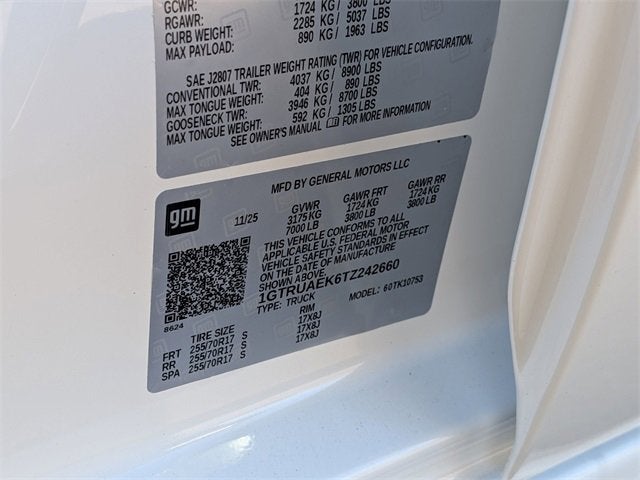 GCWR: 1724 KG/ 3800 LBS
RGAWR: 2285 KG/ 5037 LBS
CURB WEIGHT: 890 KG/ 1963 LBS
MAX PAYLOAD:
SAE J2807 TRAILER WEIGHT RATING (TWR) FOR VEHICLE CONFIGURATION.
CONVENTIONAL TWR: 4037 KG/ 8900 LBS
MAX TONGUE WEIGHT: 404 KG/ 890 LBS
GOOSENECK TWR: 3946 KG/ 8700 LBS
MAX TONGUE WEIGHT: 592 KG/ 1305 LBS
SEE OWNER'S MANUAL FOR MORE INFORMATION
MFD BY GENERAL MOTORS LLC
gm
11/25
GVWR GAWR FRT GAWR RR
3175 KG 1724 KG 1724 KG
7000 LB 3800 LB 3800 LB
THIS VEHICLE CONFORMS TO ALL
APPLICABLE U.S. FEDERAL MOTOR
VEHICLE SAFETY STANDARDS IN EFFECT
ON THE DATE OF MANUFACTURE
SHOWN ABOVE.
1GTRUAEK6TZ242660
TYPE: TRUCK MODEL: 60TK10753
8624
TIRE SIZE RIM
FRT 255/70R17 S 17X8J
RR 255/70R17 S 17X8J
SPA 255/70R17 S 17X8J